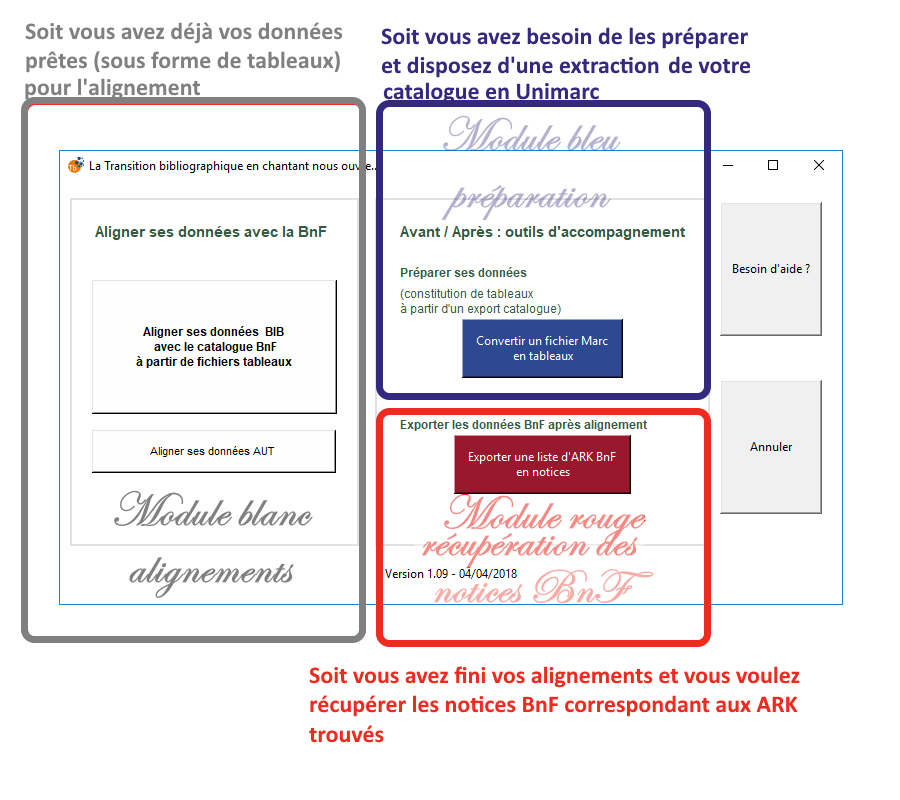 Soit vous avez déjà vos données
prêtes (sous forme de tableaux)
pour l'alignement
Soit vous avez besoin de les préparer
et disposez d'une extraction de votre
catalogue en Unimarc
Module bleu
préparation
La Transition bibliographique en chantant nous ouvre...
Aligner ses données avec la BnF
Aligner ses données BIB
avec le catalogue BnF
à partir de fichiers tableaux
Aligner ses données AUT
Module blanc
alignements
Avant / Après : outils d'accompagnement
Préparer ses données
(constitution de tableaux
à partir d'un export catalogue)
Convertir un fichier Marc
en tableaux
Exporter les données BnF après alignement
Exporter une liste d'ARK BnF
en notices
Module rouge
récupération des
notices BnF
Version 1.09 - 04/04/2018
Besoin d'aide ?
Annuler
Soit vous avez fini vos alignements et vous voulez
récupérer les notices BnF correspondant aux ARK
trouvés